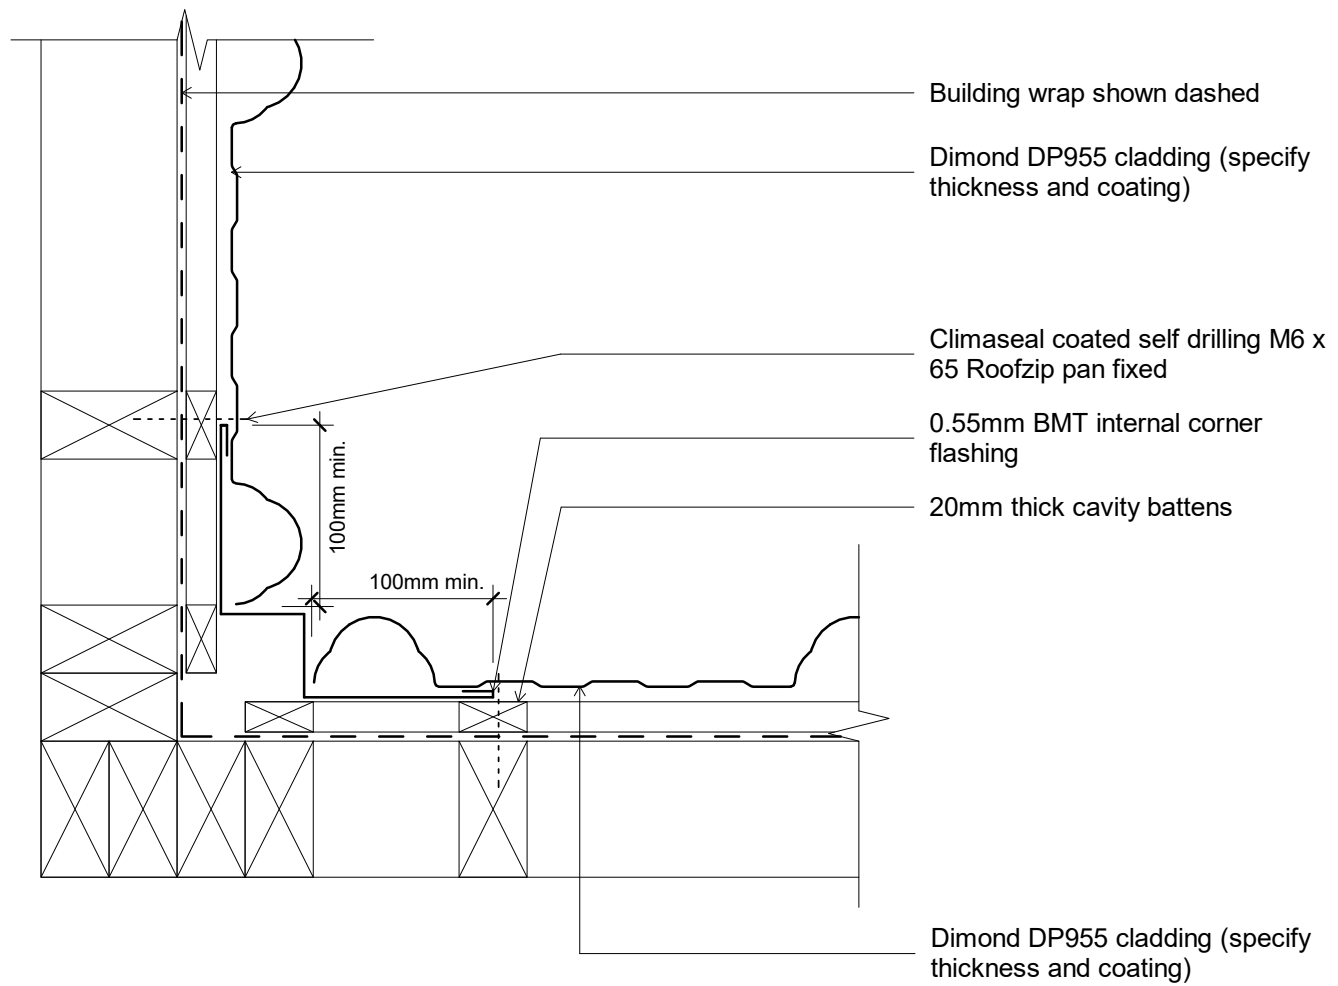 Building wrap shown dashed
Dimond DP955 cladding (specify
thickness and coating)
Climaseal coated self drilling M6 x
65 Roofzip pan fixed
0.55mm BMT internal corner
flashing
20mm thick cavity battens
100mm min.
100mm min.
Dimond DP955 cladding (specify
thickness and coating)